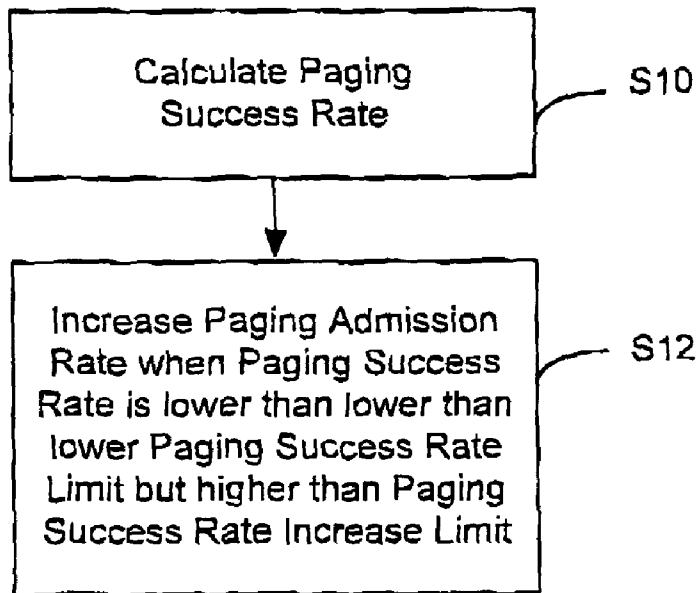 Calculate Paging
Success Rate
S10
Increase Paging Admission
Rate when Paging Success
Rate is lower than lower than
lower Paging Success Rate
Limit but higher than Paging
Success Rate Increase Limit
S12